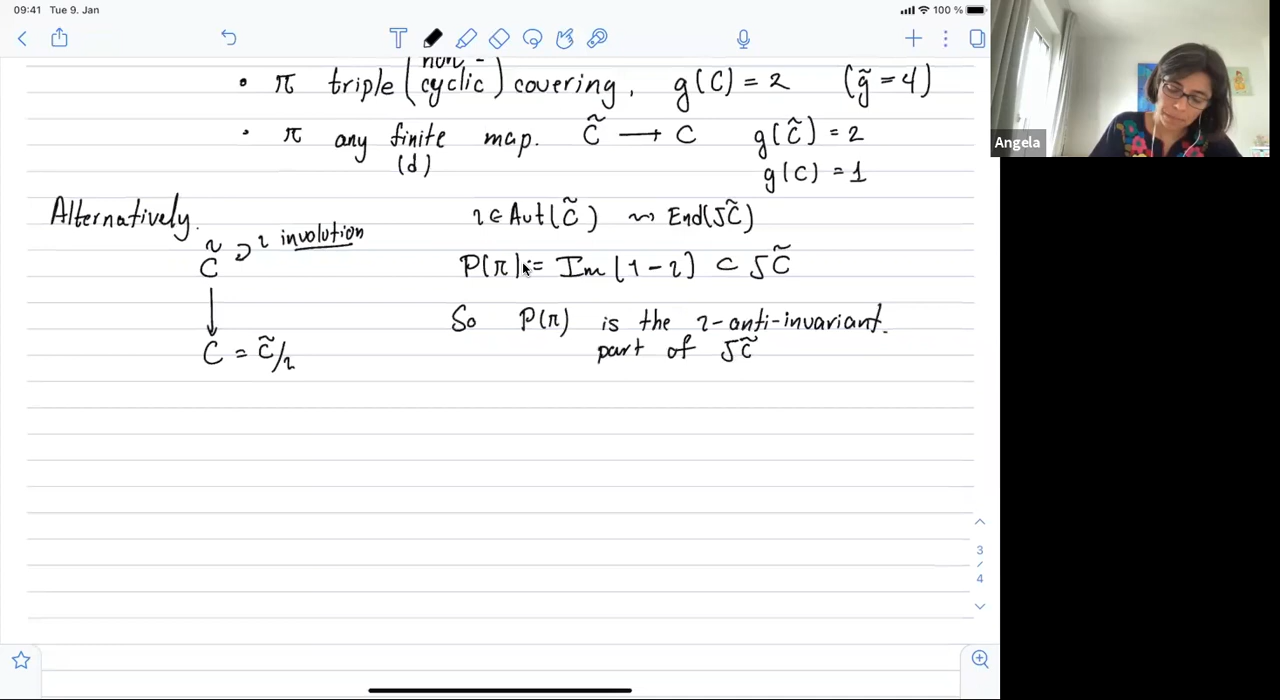 09:41 Tue 9. Jan
100 %
• π triple (non-cyclic) covering, g(C) = 2 (g̃ = 4)
• π any finite map. C̃ → C g(C̃) = 2
(d)
g(C) = 1
Alternatively.
ι ∈ Aut(C̃) ⇝ End(JC̃)
C̃ ↺ ι involution
P(π) := Im (1 - ι) ⊂ JC̃
So P(π) is the ι-anti-invariant.
part of JC̃
↓
C = C̃/ι
Angela
3
/
4